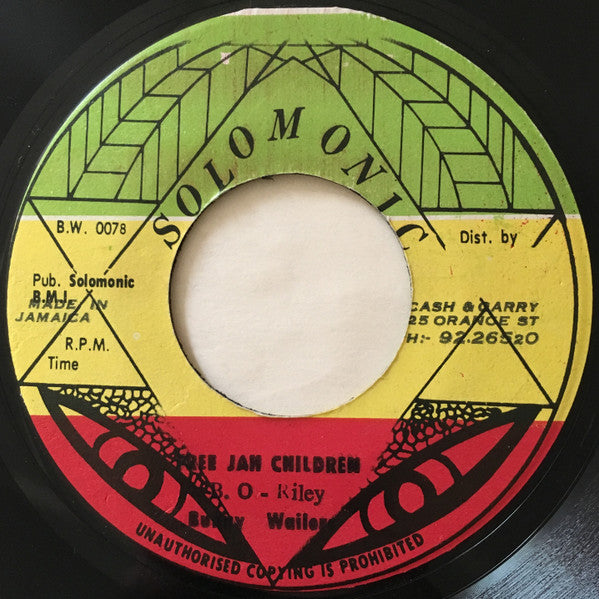 SOLOMONIC
B.W. 0078
Dist. by
Pub. Solomonic
B.M.I.
MADE IN
JAMAICA
CASH & CARRY
25 ORANGE ST
H:- 92.26520
R.P.M.
Time
FREE JAH CHILDREN
B. O - Riley
Bunny Wailer
UNAUTHORISED COPYING IS PROHIBITED